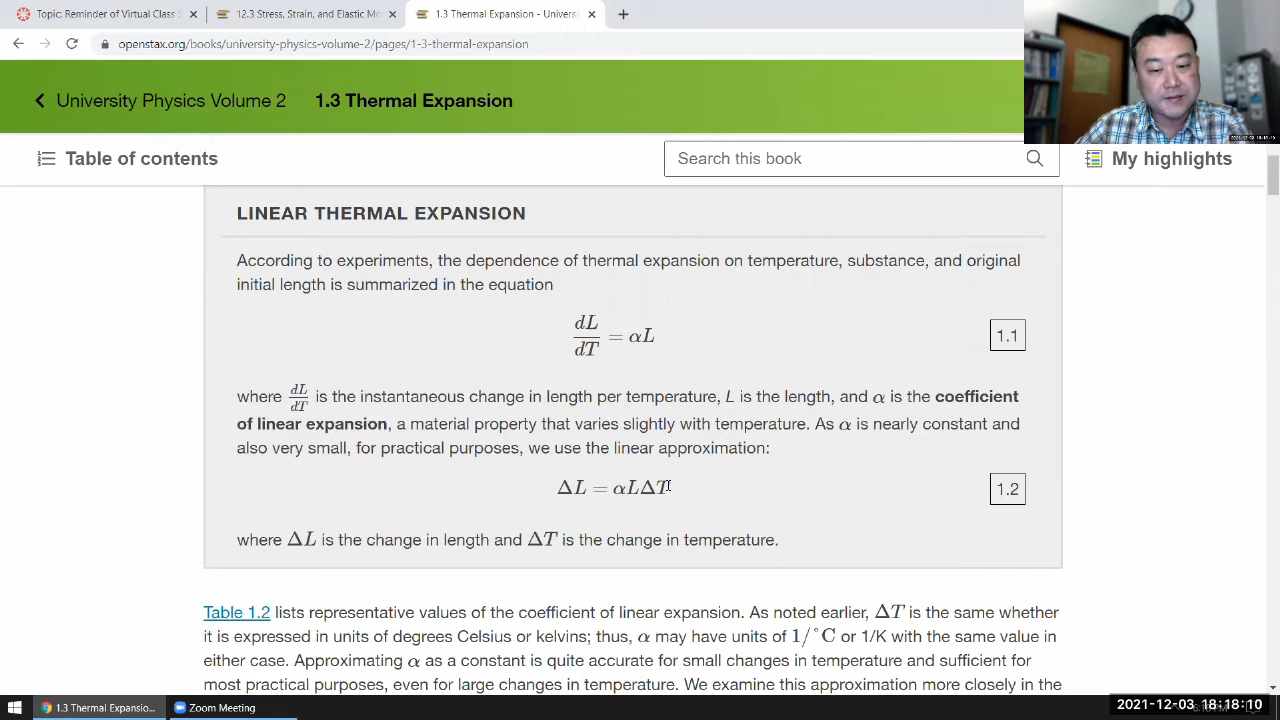 Topic: Reminder of Virtual Class S
12.3 Stress, Strain, and Elastic Mo
1.3 Thermal Expansion - Universi
openstax.org/books/university-physics-volume-2/pages/1-3-thermal-expansion
University Physics Volume 2 1.3 Thermal Expansion
Table of contents
Search this book
My highlights
LINEAR THERMAL EXPANSION
According to experiments, the dependence of thermal expansion on temperature, substance, and original
initial length is summarized in the equation
dL/dT = αL 1.1
where dL/dT is the instantaneous change in length per temperature, L is the length, and α is the coefficient
of linear expansion, a material property that varies slightly with temperature. As α is nearly constant and
also very small, for practical purposes, we use the linear approximation:
ΔL = αLΔT 1.2
where ΔL is the change in length and ΔT is the change in temperature.
Table 1.2 lists representative values of the coefficient of linear expansion. As noted earlier, ΔT is the same whether
it is expressed in units of degrees Celsius or kelvins; thus, α may have units of 1/°C or 1/K with the same value in
either case. Approximating α as a constant is quite accurate for small changes in temperature and sufficient for
most practical purposes, even for large changes in temperature. We examine this approximation more closely in the
1.3 Thermal Expansio...
Zoom Meeting
2021-12-03 18:18:10